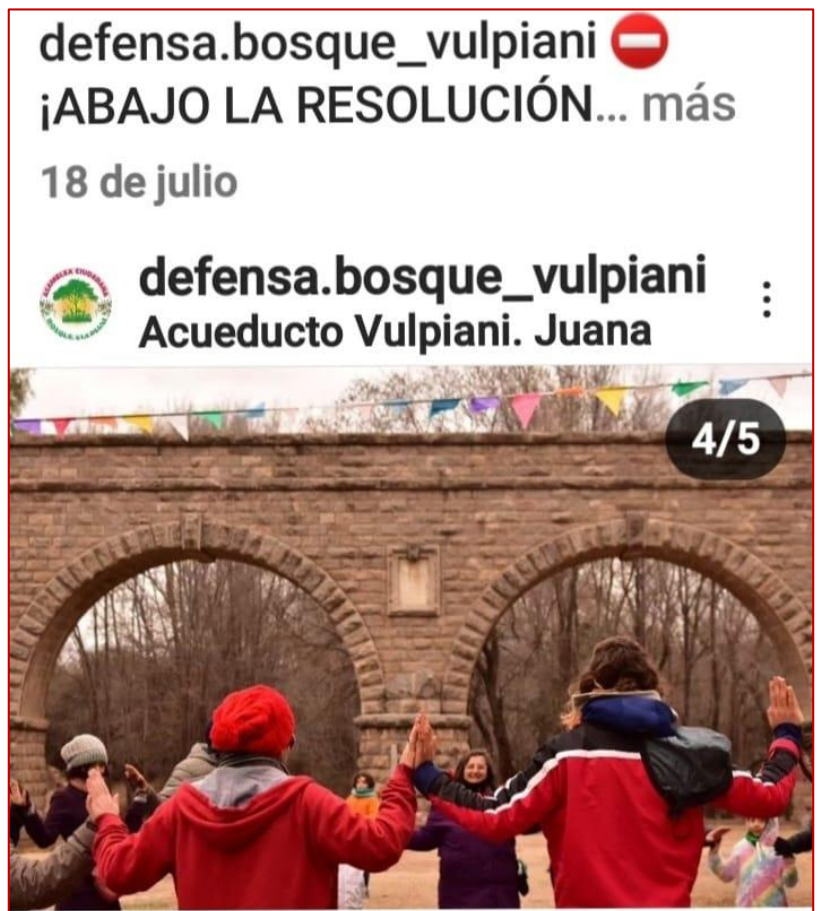 defensa.bosque_vulpiani ⛔
¡ABAJO LA RESOLUCIÓN... más
18 de julio
defensa.bosque_vulpiani
Acueducto Vulpiani. Juana
4/5